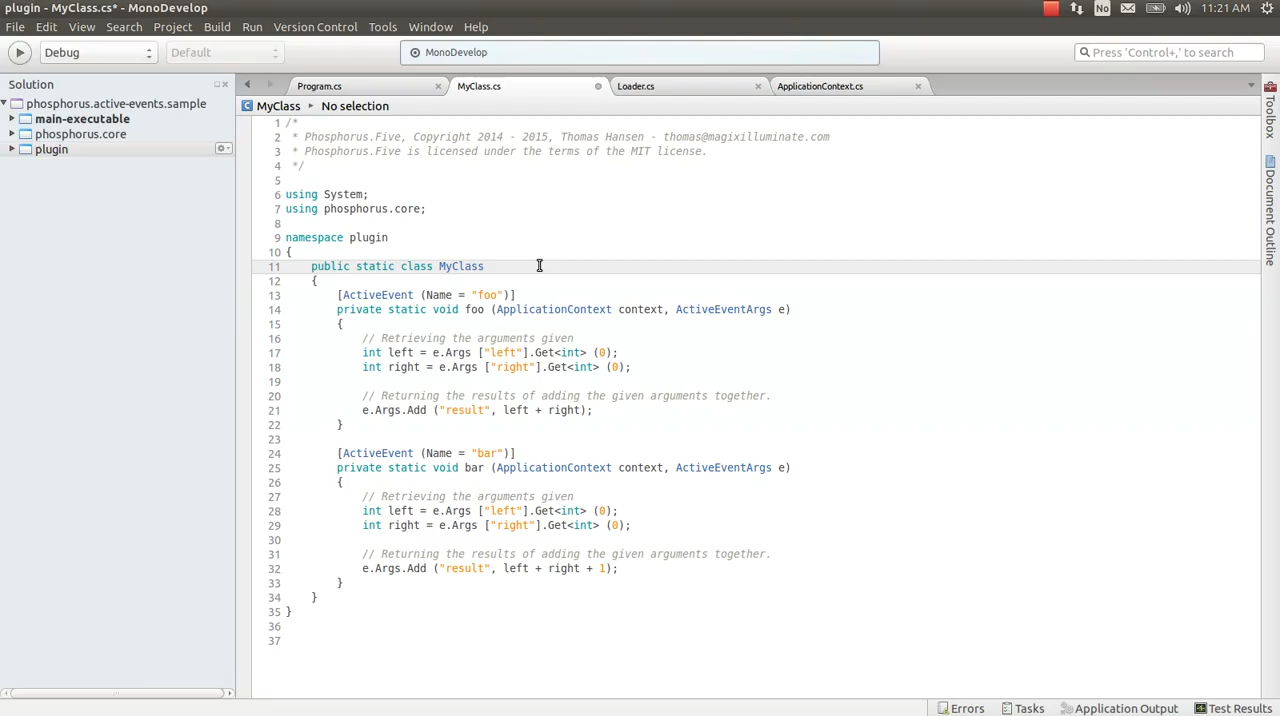 plugin - MyClass.cs* - MonoDevelop
No
11:21 AM
File Edit View Search Project Build Run Version Control Tools Window Help
Debug
Default
MonoDevelop
Press 'Control+,' to search
Solution
phosphorus.active-events.sample
main-executable
phosphorus.core
plugin
Program.cs
MyClass.cs
Loader.cs
ApplicationContext.cs
MyClass
No selection
1 /*
2 * Phosphorus.Five, Copyright 2014 - 2015, Thomas Hansen - thomas@magixilluminate.com
3 * Phosphorus.Five is licensed under the terms of the MIT license.
4 */
5
6 using System;
7 using phosphorus.core;
8
9 namespace plugin
10 {
11 public static class MyClass
12 {
13 [ActiveEvent (Name = "foo")]
14 private static void foo (ApplicationContext context, ActiveEventArgs e)
15 {
16 // Retrieving the arguments given
17 int left = e.Args ["left"].Get<int> (0);
18 int right = e.Args ["right"].Get<int> (0);
19
20 // Returning the results of adding the given arguments together.
21 e.Args.Add ("result", left + right);
22 }
23
24 [ActiveEvent (Name = "bar")]
25 private static void bar (ApplicationContext context, ActiveEventArgs e)
26 {
27 // Retrieving the arguments given
28 int left = e.Args ["left"].Get<int> (0);
29 int right = e.Args ["right"].Get<int> (0);
30
31 // Returning the results of adding the given arguments together.
32 e.Args.Add ("result", left + right + 1);
33 }
34 }
35 }
36
37
Toolbox
Document Outline
Errors
Tasks
Application Output
Test Results